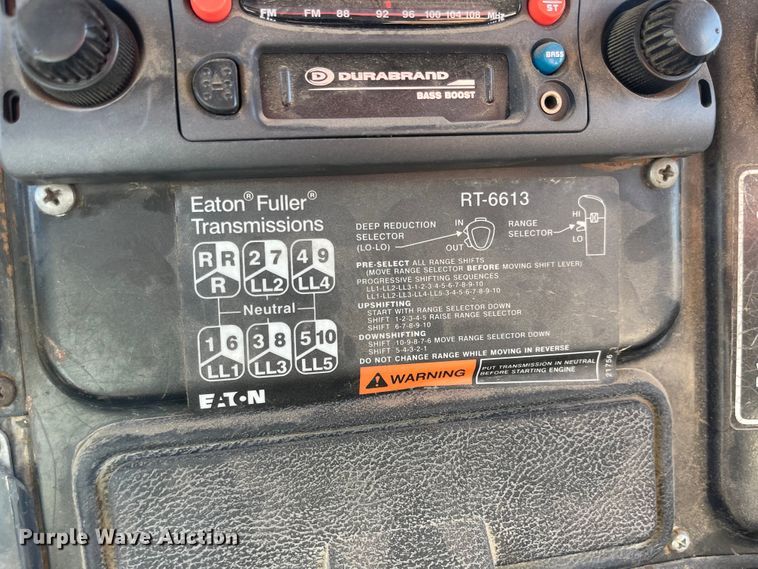 FM FM 88 92 96 100 104 108 MHz
ST
DURABRAND
BASS BOOST
BASS
Eaton® Fuller®
Transmissions
RT-6613
R R 2 7 4 9
R LL2 LL4
Neutral
1 6 3 8 5 10
LL1 LL3 LL5
EATON
DEEP REDUCTION
SELECTOR
(LO-LO)
IN
OUT
RANGE
SELECTOR
HI
LO
PRE-SELECT ALL RANGE SHIFTS
(MOVE RANGE SELECTOR BEFORE MOVING SHIFT LEVER)
PROGRESSIVE SHIFTING SEQUENCES
LL1-LL2-LL3-1-2-3-4-5-6-7-8-9-10
LL1-LL2-LL3-LL4-LL5-3-4-5-6-7-8-9-10
UPSHIFTING
START WITH RANGE SELECTOR DOWN
SHIFT 1-2-3-4-5 RAISE RANGE SELECTOR
SHIFT 6-7-8-9-10
DOWNSHIFTING
SHIFT 10-9-8-7-6 MOVE RANGE SELECTOR DOWN
SHIFT 5-4-3-2-1
DO NOT CHANGE RANGE WHILE MOVING IN REVERSE
WARNING
PUT TRANSMISSION IN NEUTRAL
BEFORE STARTING ENGINE
21756
Purple Wave Auction